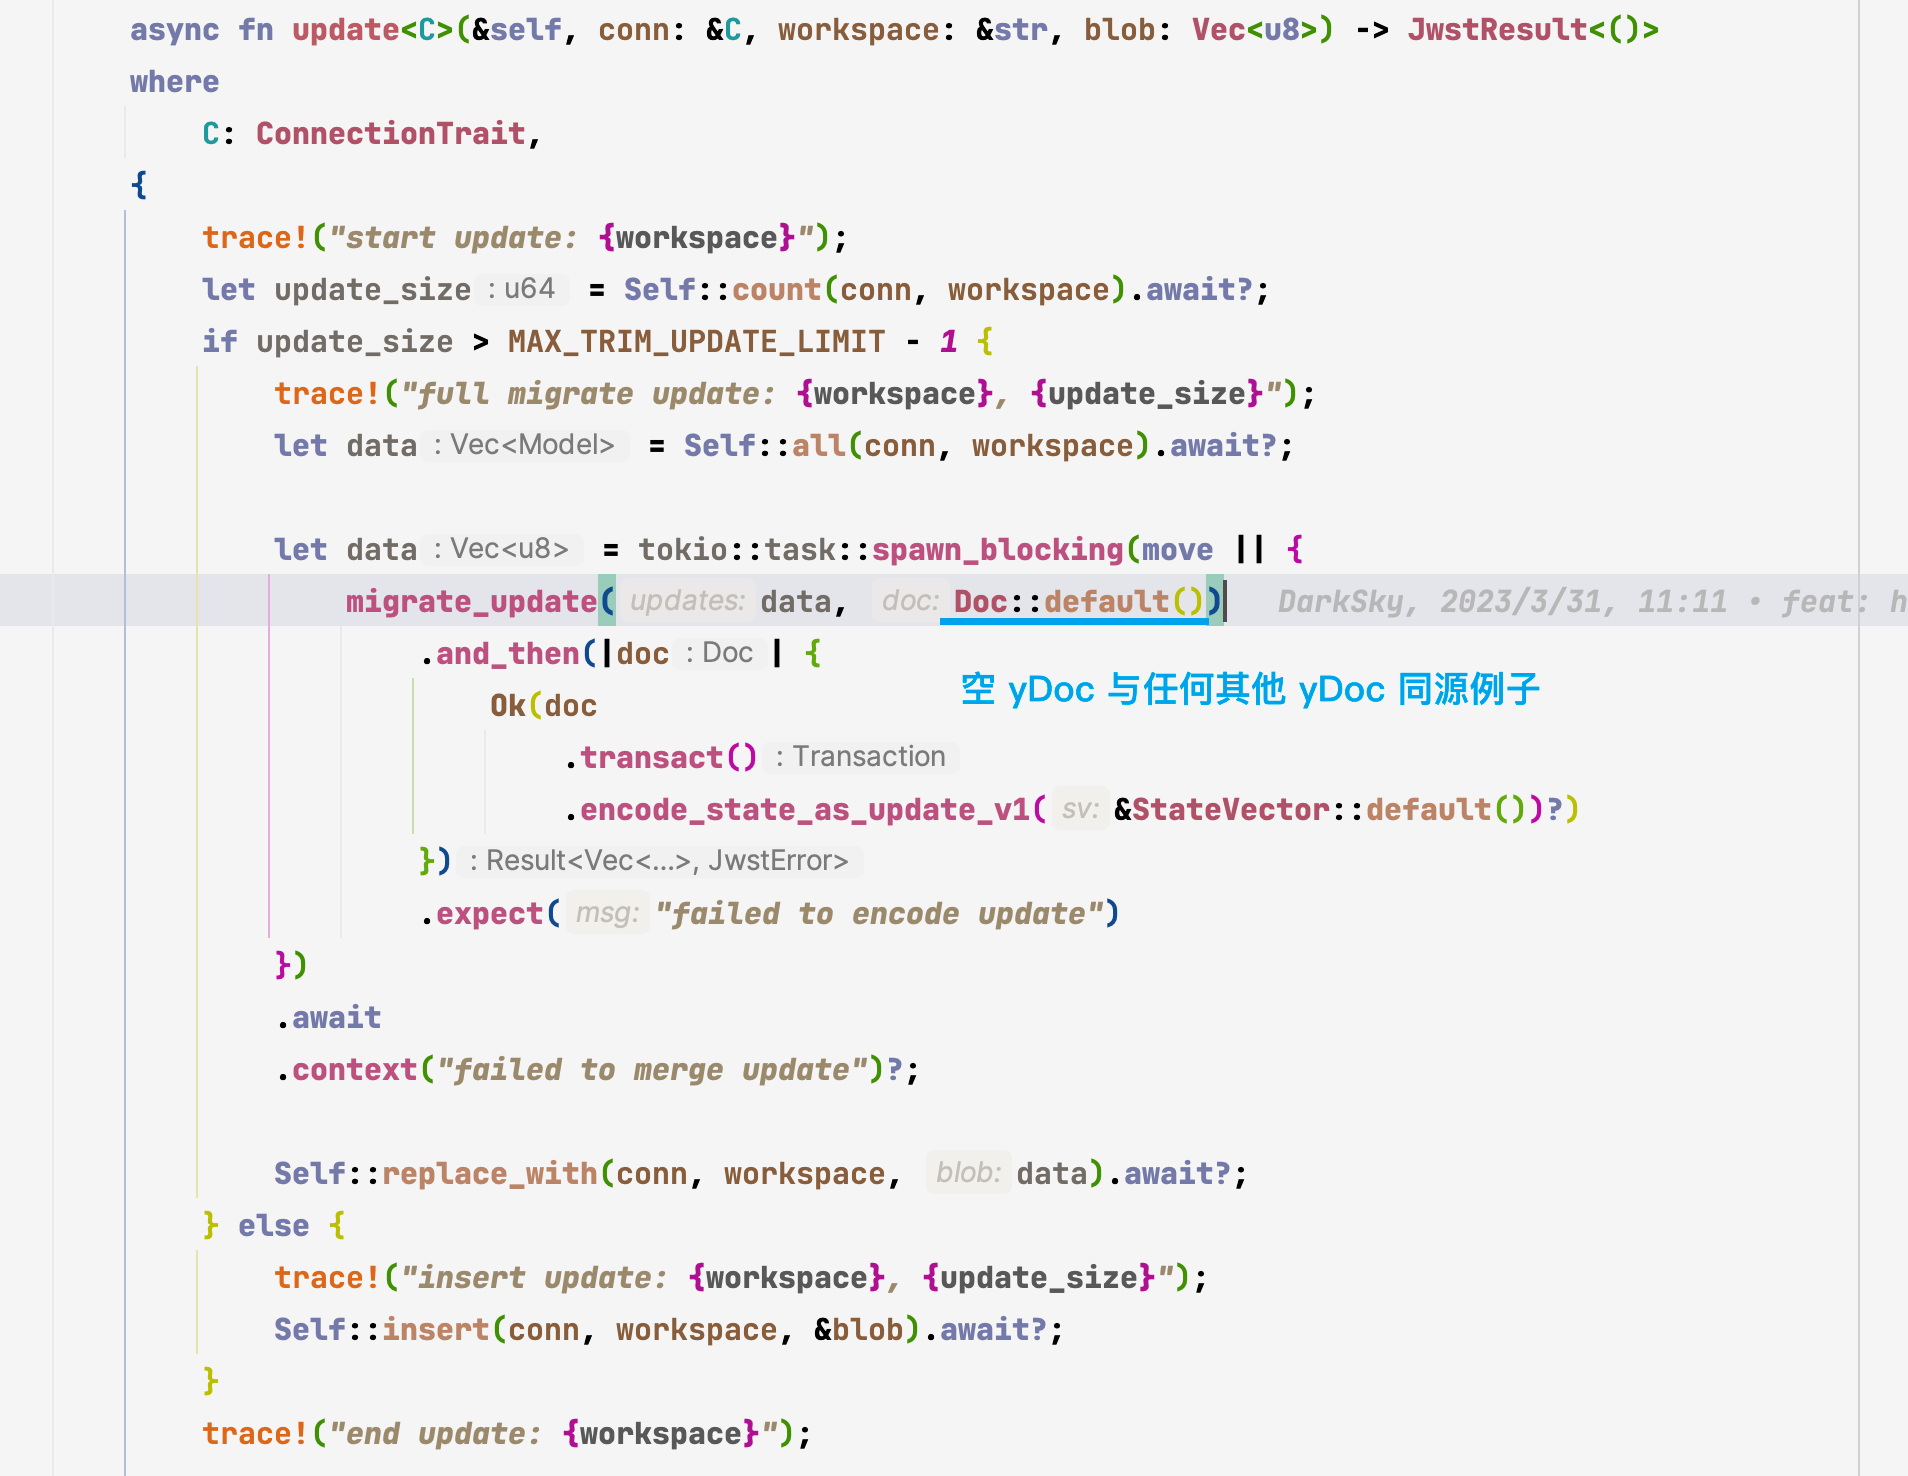 async fn update<C>(&self, conn: &C, workspace: &str, blob: Vec<u8>) -> JwstResult<()>
where
C: ConnectionTrait,
{
trace!("start update: {workspace}");
let update_size : u64 = Self::count(conn, workspace).await?;
if update_size > MAX_TRIM_UPDATE_LIMIT - 1 {
trace!("full migrate update: {workspace}, {update_size}");
let data : Vec<Model> = Self::all(conn, workspace).await?;
let data : Vec<u8> = tokio::task::spawn_blocking(move || {
migrate_update( updates: data, doc: Doc::default()) DarkSky, 2023/3/31, 11:11 • feat: h
.and_then(|doc : Doc | {
空 yDoc 与任何其他 yDoc 同源例子
Ok(doc
.transact() : Transaction
.encode_state_as_update_v1( sv: &StateVector::default())?)
}) : Result<Vec<...>, JwstError>
.expect( msg: "failed to encode update")
})
.await
.context("failed to merge update")?;
Self::replace_with(conn, workspace, blob: data).await?;
} else {
trace!("insert update: {workspace}, {update_size}");
Self::insert(conn, workspace, &blob).await?;
}
trace!("end update: {workspace}");